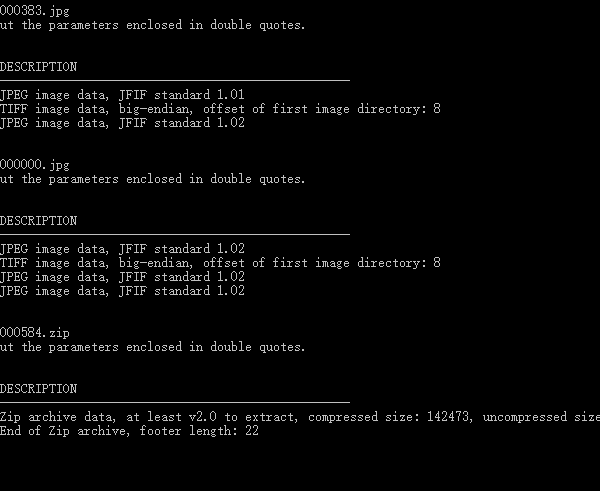 000383.jpg
ut the parameters enclosed in double quotes.
DESCRIPTION
JPEG image data, JFIF standard 1.01
TIFF image data, big-endian, offset of first image directory: 8
JPEG image data, JFIF standard 1.02
000000.jpg
ut the parameters enclosed in double quotes.
DESCRIPTION
JPEG image data, JFIF standard 1.02
TIFF image data, big-endian, offset of first image directory: 8
JPEG image data, JFIF standard 1.02
JPEG image data, JFIF standard 1.02
000584.zip
ut the parameters enclosed in double quotes.
DESCRIPTION
Zip archive data, at least v2.0 to extract, compressed size: 142473, uncompressed size
End of Zip archive, footer length: 22